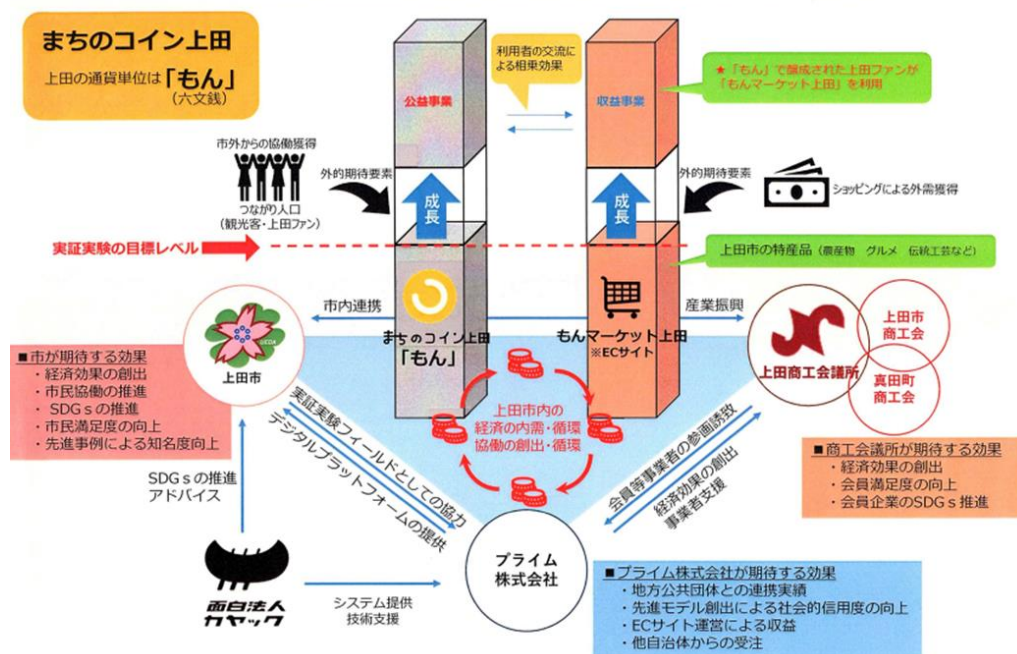 まちのコイン上田
上田の通貨単位は「もん」
(六文銭)
公益事業
利用者の交流に
よる相乗効果
収益事業
★「もん」で醸成された上田ファンが
「もんマーケット上田」を利用
市外からの協働獲得
つながり人口
(観光客・上田ファン)
外的期待要素
成長
成長
外的期待要素
ショッピングによる外需獲得
実証実験の目標レベル
上田市の特産品(農産物 グルメ 伝統工芸など)
市内連携
産業振興
まちのコイン上田
「もん」
もんマーケット上田
※ECサイト
UEDA
上田市
上田商工会議所
上田市
商工会
真田町
商工会
■市が期待する効果
・経済効果の創出
・市民協働の推進
・SDGsの推進
・市民満足度の向上
・先進事例による知名度向上
上田市内の
経済の内需・循環
協働の創出・循環
実証実験フィールドとしての協力
デジタルプラットフォームの提供
会員等事業者の参画誘致
経済効果の創出
事業者支援
■商工会議所が期待する効果
・経済効果の創出
・会員満足度の向上
・会員企業のSDGs推進
SDGsの推進
アドバイス
面白法人
カヤック
システム提供
技術支援
プライム
株式会社
■プライム株式会社が期待する効果
・地方公共団体との連携実績
・先進モデル創出による社会的信用度の向上
・ECサイト運営による収益
・他自治体からの受注